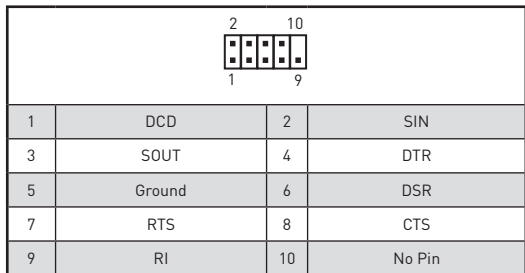 2 10
1 9
1 DCD 2 SIN
3 SOUT 4 DTR
5 Ground 6 DSR
7 RTS 8 CTS
9 RI 10 No Pin